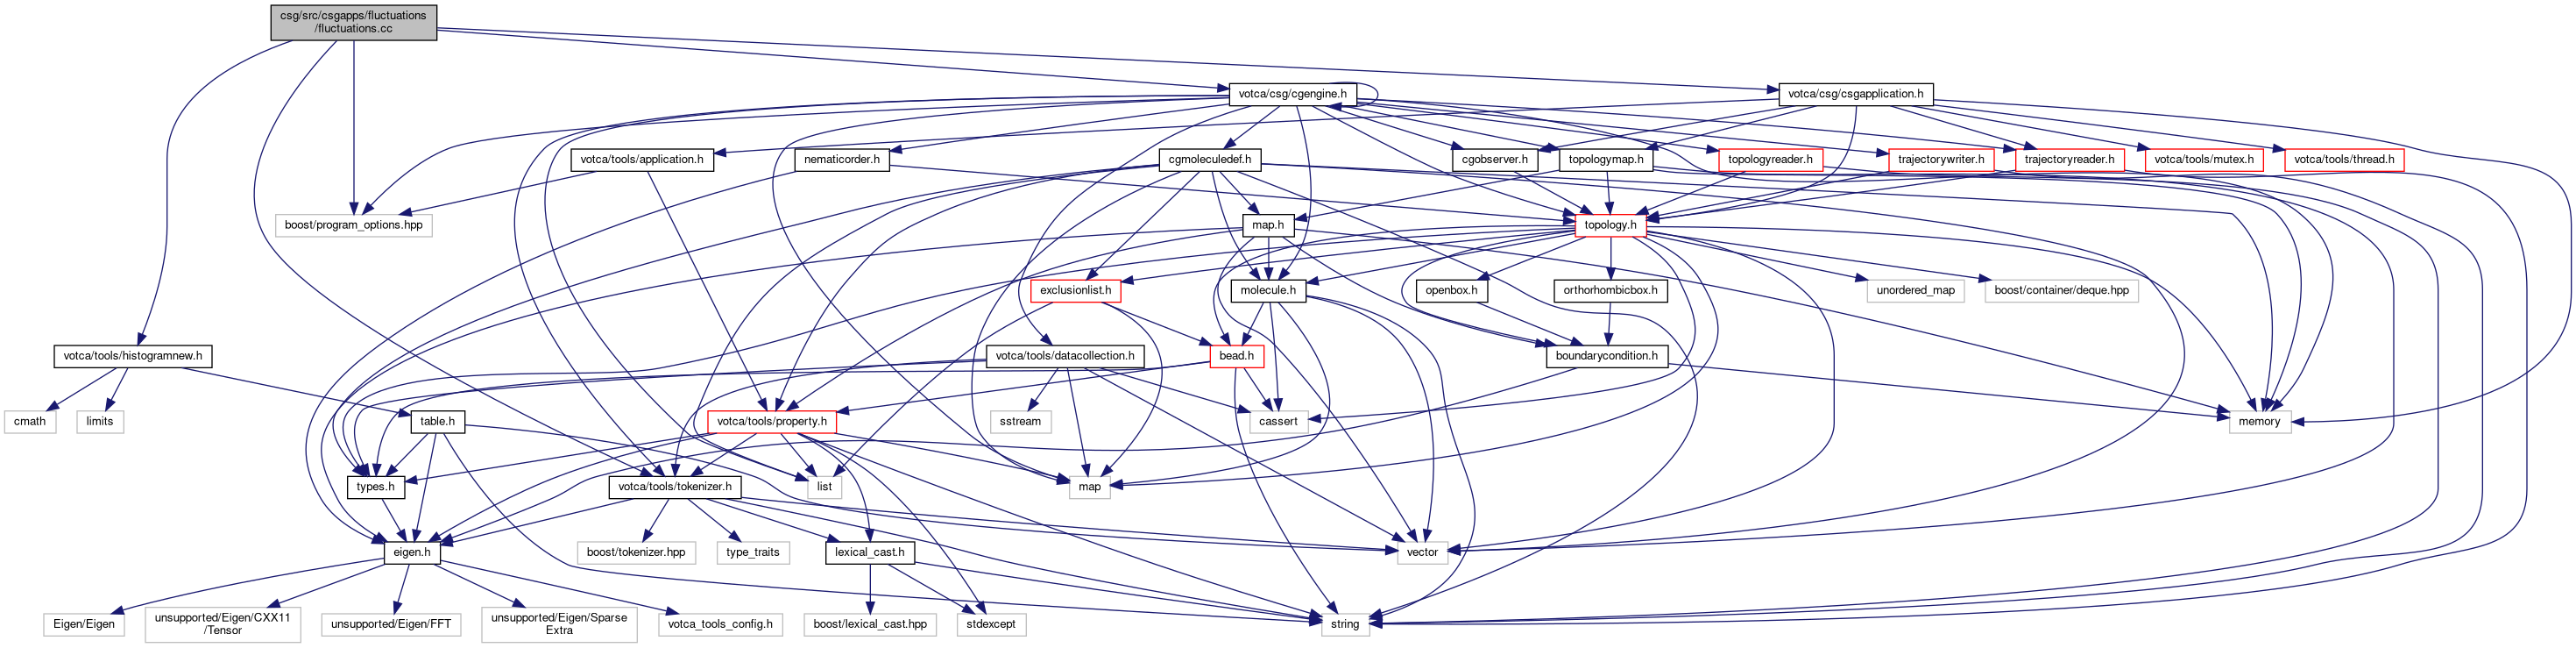 csg/src/csgapps/fluctuations
/fluctuations.cc
votca/csg/cgengine.h
votca/csg/csgapplication.h
votca/tools/application.h
nematicorder.h
cgmoleculedef.h
cgobserver.h
topologymap.h
topologyreader.h
trajectorywriter.h
trajectoryreader.h
votca/tools/mutex.h
votca/tools/thread.h
boost/program_options.hpp
map.h
topology.h
exclusionlist.h
molecule.h
openbox.h
orthorhombicbox.h
unordered_map
boost/container/deque.hpp
votca/tools/histogramnew.h
votca/tools/datacollection.h
bead.h
boundarycondition.h
cmath
limits
table.h
votca/tools/property.h
sstream
cassert
memory
types.h
votca/tools/tokenizer.h
list
map
eigen.h
boost/tokenizer.hpp
type_traits
lexical_cast.h
vector
Eigen/Eigen
unsupported/Eigen/CXX11
/Tensor
unsupported/Eigen/FFT
unsupported/Eigen/Sparse
Extra
votca_tools_config.h
boost/lexical_cast.hpp
stdexcept
string